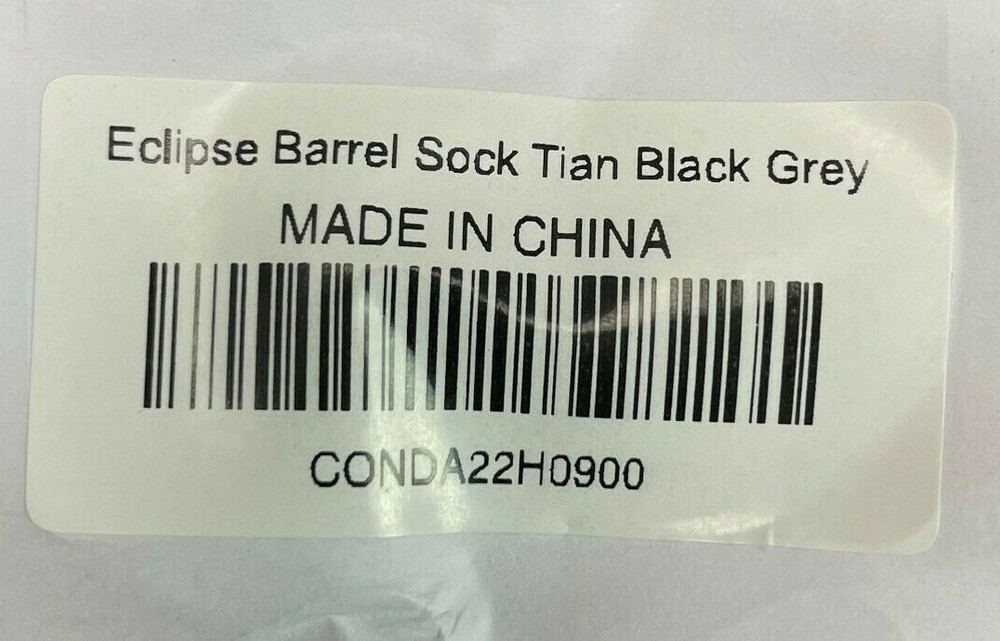 Eclipse Barrel Sock Tian Black Grey
MADE IN CHINA
CONDA22H0900